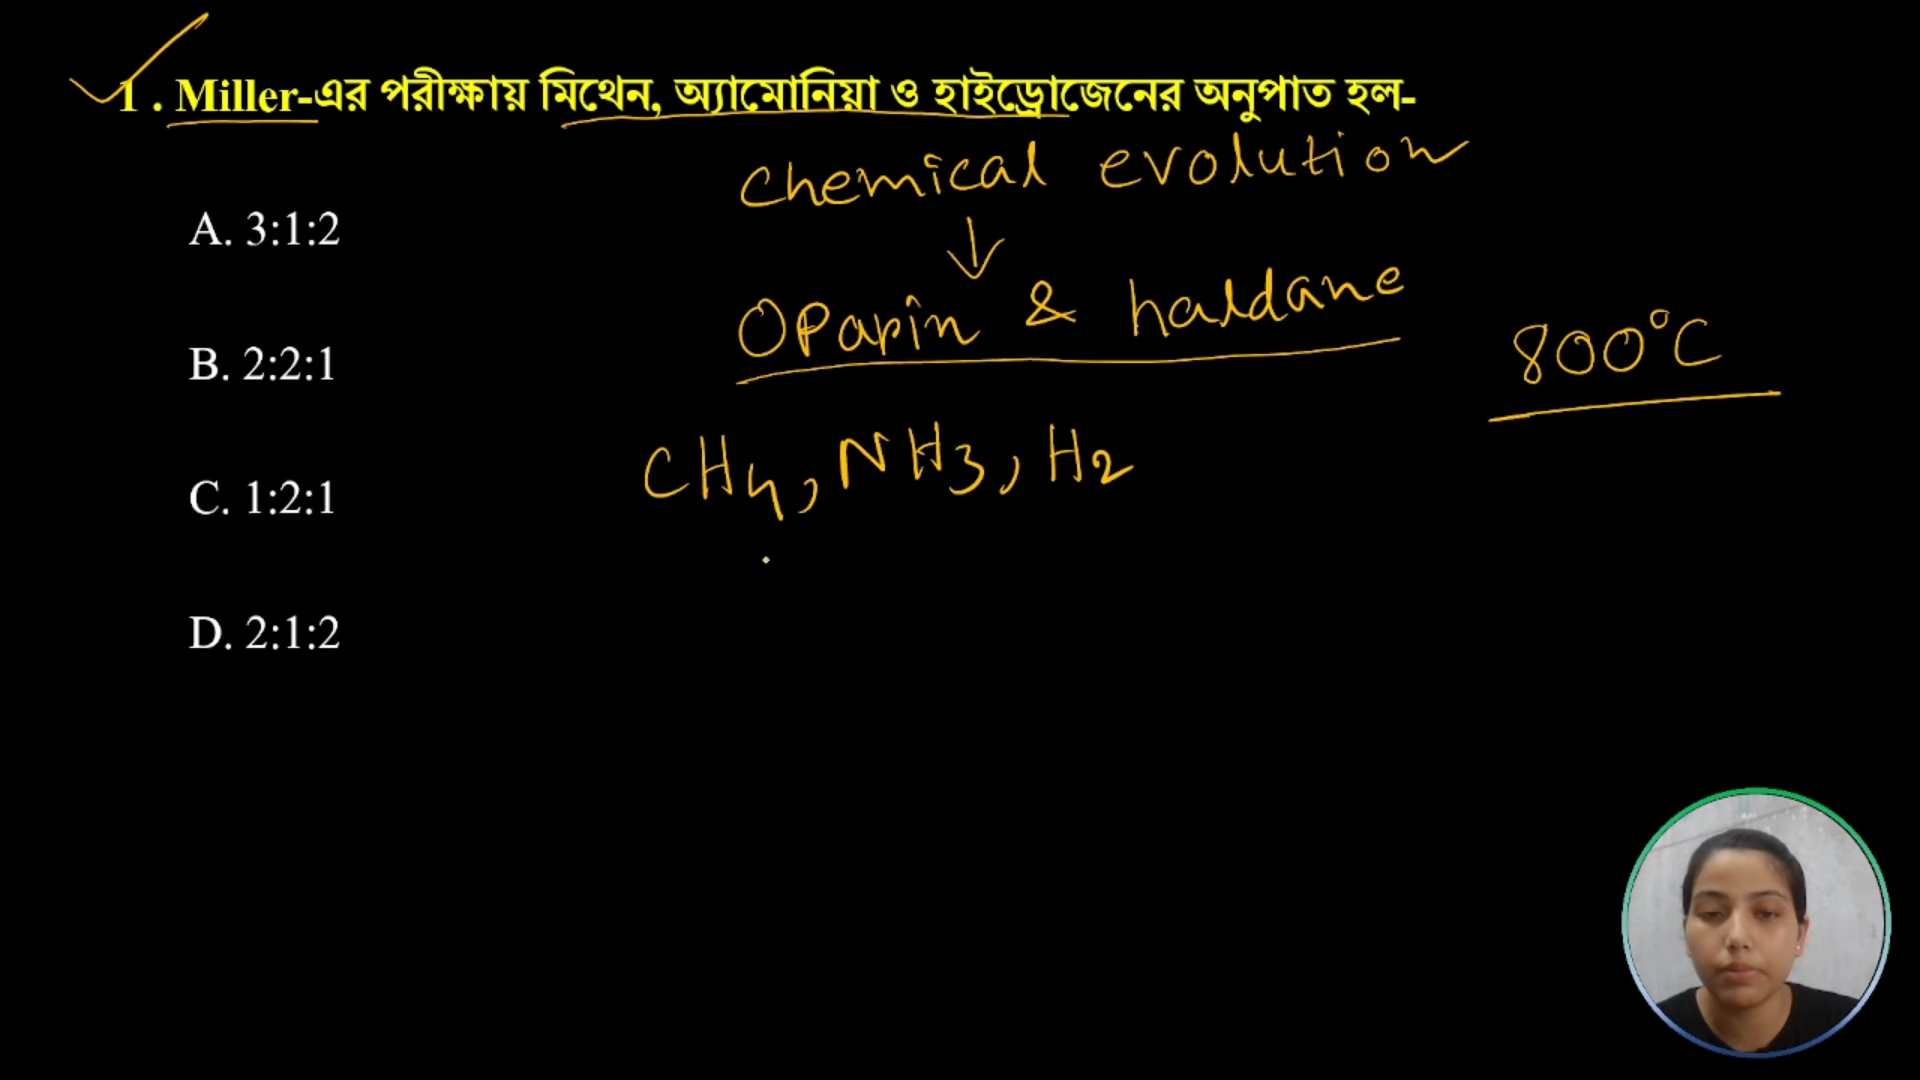 1 . Miller-এর পরীক্ষায় মিথেন, অ্যামোনিয়া ও হাইড্রোজেনের অনুপাত হল-
chemical evolution
↓
A. 3:1:2
Oparin & haldane
800°C
B. 2:2:1
CH4, NH3, H2
C. 1:2:1
D. 2:1:2